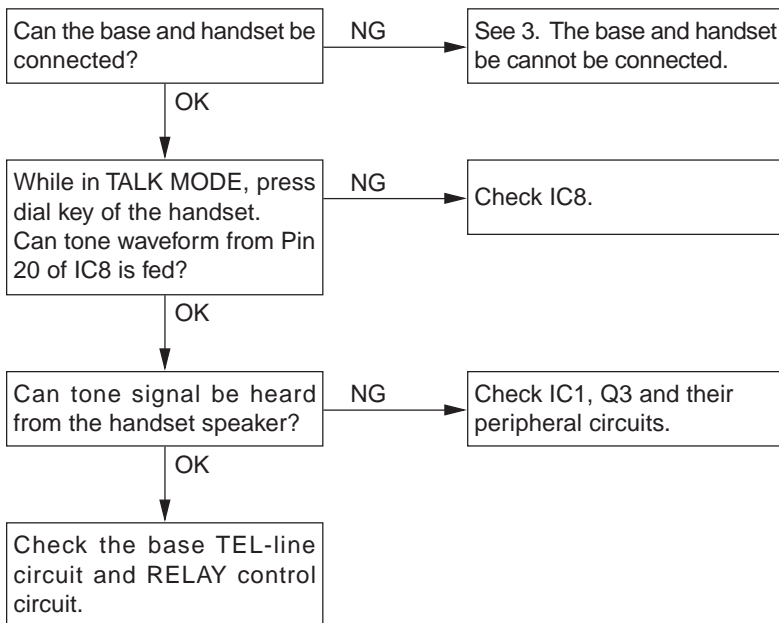 Can the base and handset be
connected?
NG
See 3. The base and handset
be cannot be connected.
OK
While in TALK MODE, press
dial key of the handset.
Can tone waveform from Pin
20 of IC8 is fed?
NG
Check IC8.
OK
Can tone signal be heard
from the handset speaker?
NG
Check IC1, Q3 and their
peripheral circuits.
OK
Check the base TEL-line
circuit and RELAY control
circuit.